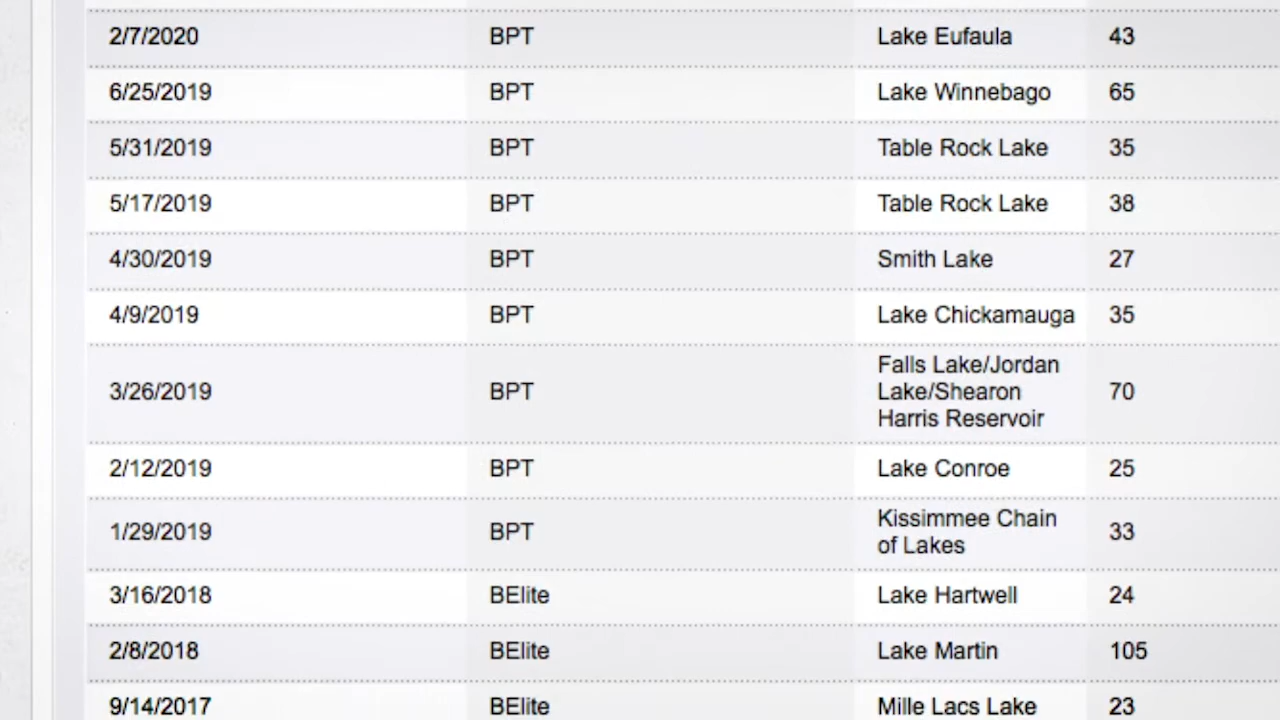 2/7/2020 BPT Lake Eufaula 43
6/25/2019 BPT Lake Winnebago 65
5/31/2019 BPT Table Rock Lake 35
5/17/2019 BPT Table Rock Lake 38
4/30/2019 BPT Smith Lake 27
4/9/2019 BPT Lake Chickamauga 35
3/26/2019 BPT Falls Lake/Jordan
Lake/Shearon
Harris Reservoir 70
2/12/2019 BPT Lake Conroe 25
1/29/2019 BPT Kissimmee Chain
of Lakes 33
3/16/2018 BElite Lake Hartwell 24
2/8/2018 BElite Lake Martin 105
9/14/2017 BElite Mille Lacs Lake 23